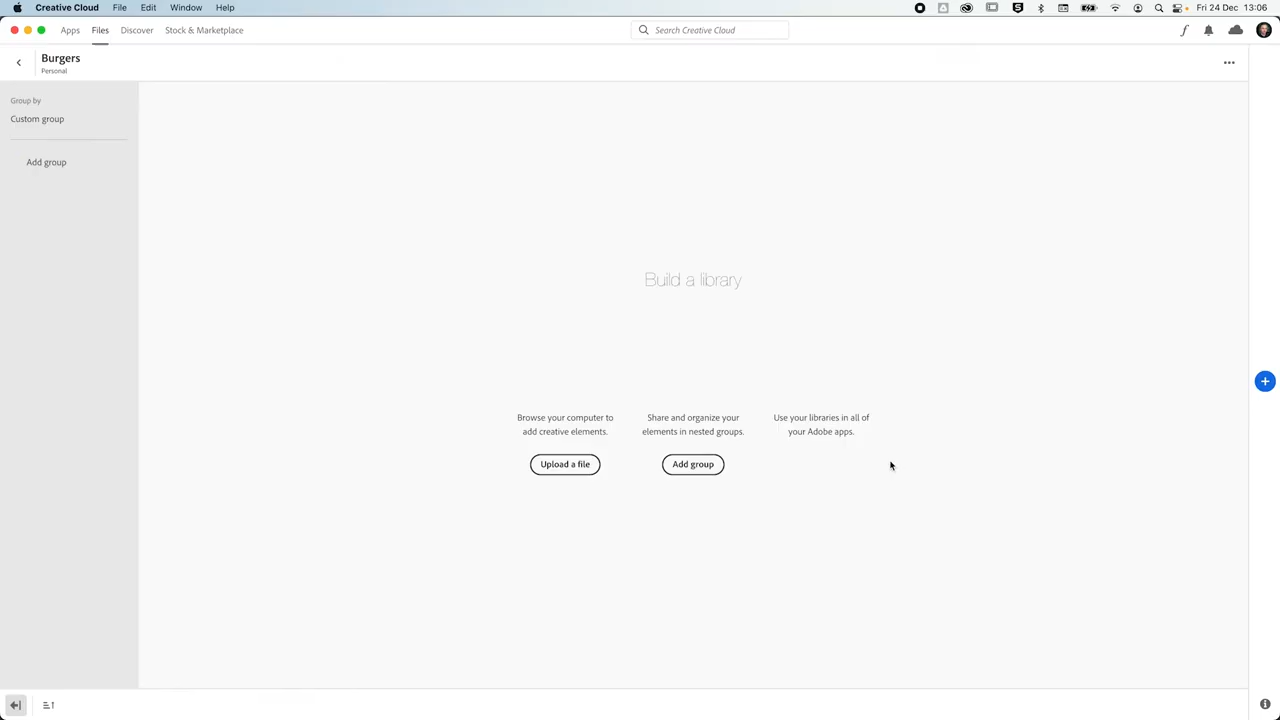 Creative Cloud File Edit Window Help Fri 24 Dec 13:06
Apps Files Discover Stock & Marketplace Search Creative Cloud
Burgers
Personal
Group by
Custom group
Add group
Build a library
Browse your computer to
add creative elements.
Upload a file
Share and organize your
elements in nested groups.
Add group
Use your libraries in all of
your Adobe apps.